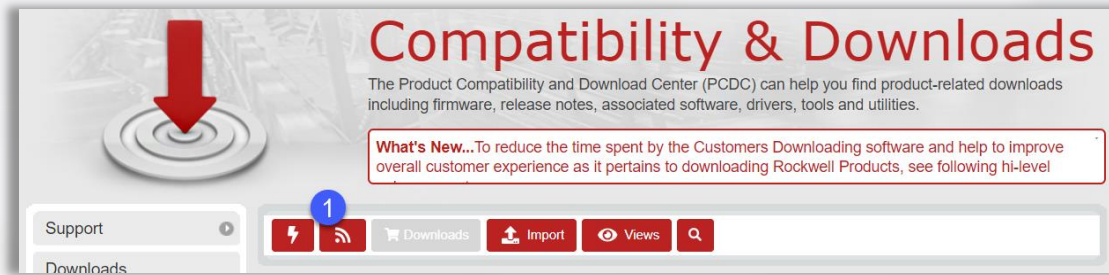 Compatibility & Downloads
The Product Compatibility and Download Center (PCDC) can help you find product-related downloads
including firmware, release notes, associated software, drivers, tools and utilities.
What's New...To reduce the time spent by the Customers Downloading software and help to improve
overall customer experience as it pertains to downloading Rockwell Products, see following hi-level
1
Support
Downloads
Import
Views
Downloads